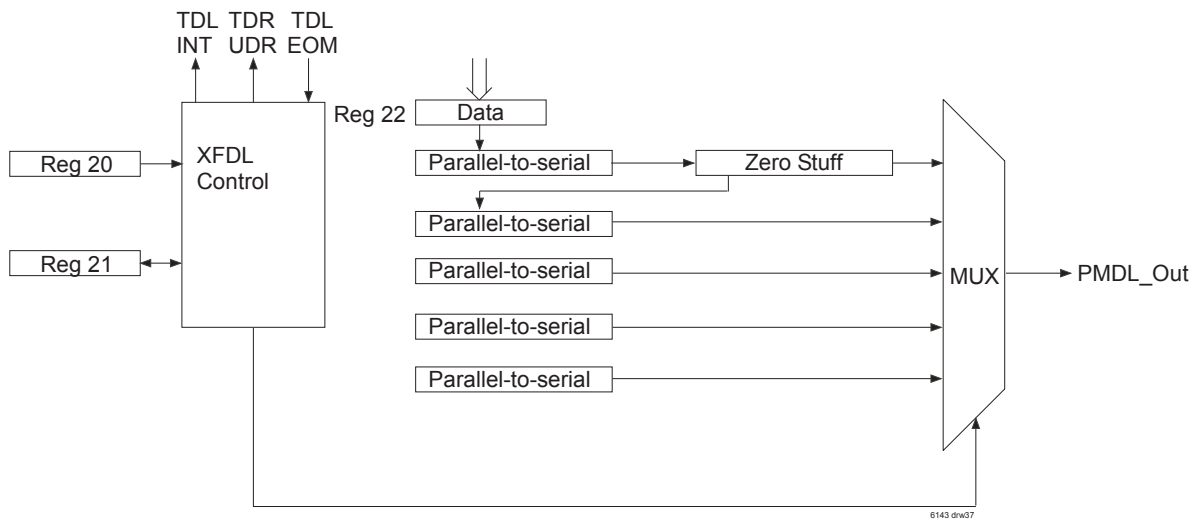 TDL TDR TDL
INT UDR EOM
Reg 22 Data
XFDL
Control
Reg 20
Parallel-to-serial Zero Stuff
Parallel-to-serial
Reg 21
Parallel-to-serial
MUX
PMDL_Out
Parallel-to-serial
Parallel-to-serial
6143 drw37